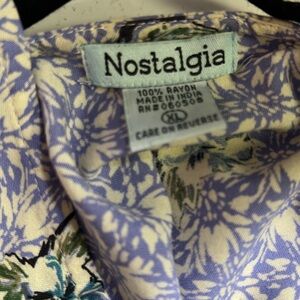 Nostalgia
100% RAYON
MADE IN INDIA
RN# 060508
XL
CARE ON REVERSE